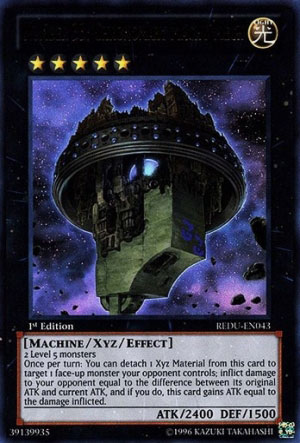 LIGHT
光
REDU-EN043
1st Edition
[MACHINE/XYZ/EFFECT]
2 Level 5 monsters
Once per turn: You can detach 1 Xyz Material from this card to
target 1 face-up monster your opponent controls; inflict damage
to your opponent equal to the difference between its original
ATK and current ATK, and if you do, this card gains ATK equal to
the damage inflicted.
ATK/2400 DEF/1500
39139935
©1996 KAZUKI TAKAHASHI